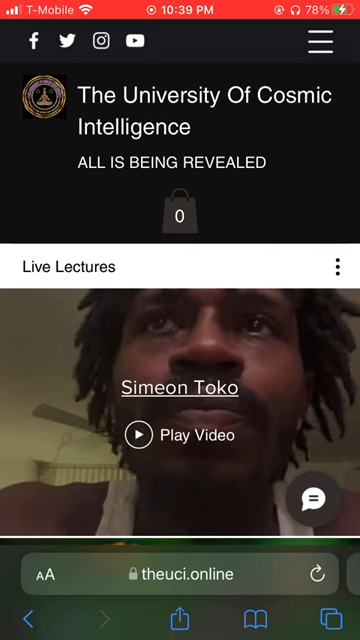 T-Mobile 10:39 PM 78%
The University Of Cosmic
Intelligence
ALL IS BEING REVEALED
0
Live Lectures
Simeon Toko
Play Video
AA theuci.online